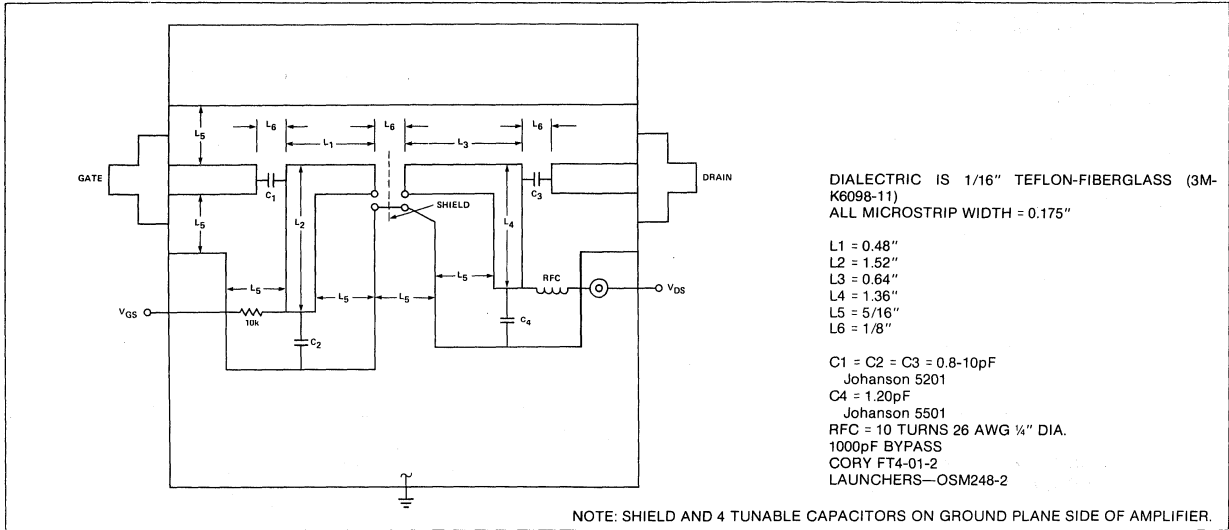 L5
L6
L6
L6
L1
L3
GATE
C1
C3
DRAIN
L5
L2
SHIELD
L4
L5
L5
L5
L5
RFC
VGS
10k
C2
C4
VDS
DIALECTRIC IS 1/16" TEFLON-FIBERGLASS (3M-
K6098-11)
ALL MICROSTRIP WIDTH = 0.175"
L1 = 0.48"
L2 = 1.52"
L3 = 0.64"
L4 = 1.36"
L5 = 5/16"
L6 = 1/8"
C1 = C2 = C3 = 0.8-10pF
Johanson 5201
C4 = 1.20pF
Johanson 5501
RFC = 10 TURNS 26 AWG ¼" DIA.
1000pF BYPASS
CORY FT4-01-2
LAUNCHERS—OSM248-2
NOTE: SHIELD AND 4 TUNABLE CAPACITORS ON GROUND PLANE SIDE OF AMPLIFIER.